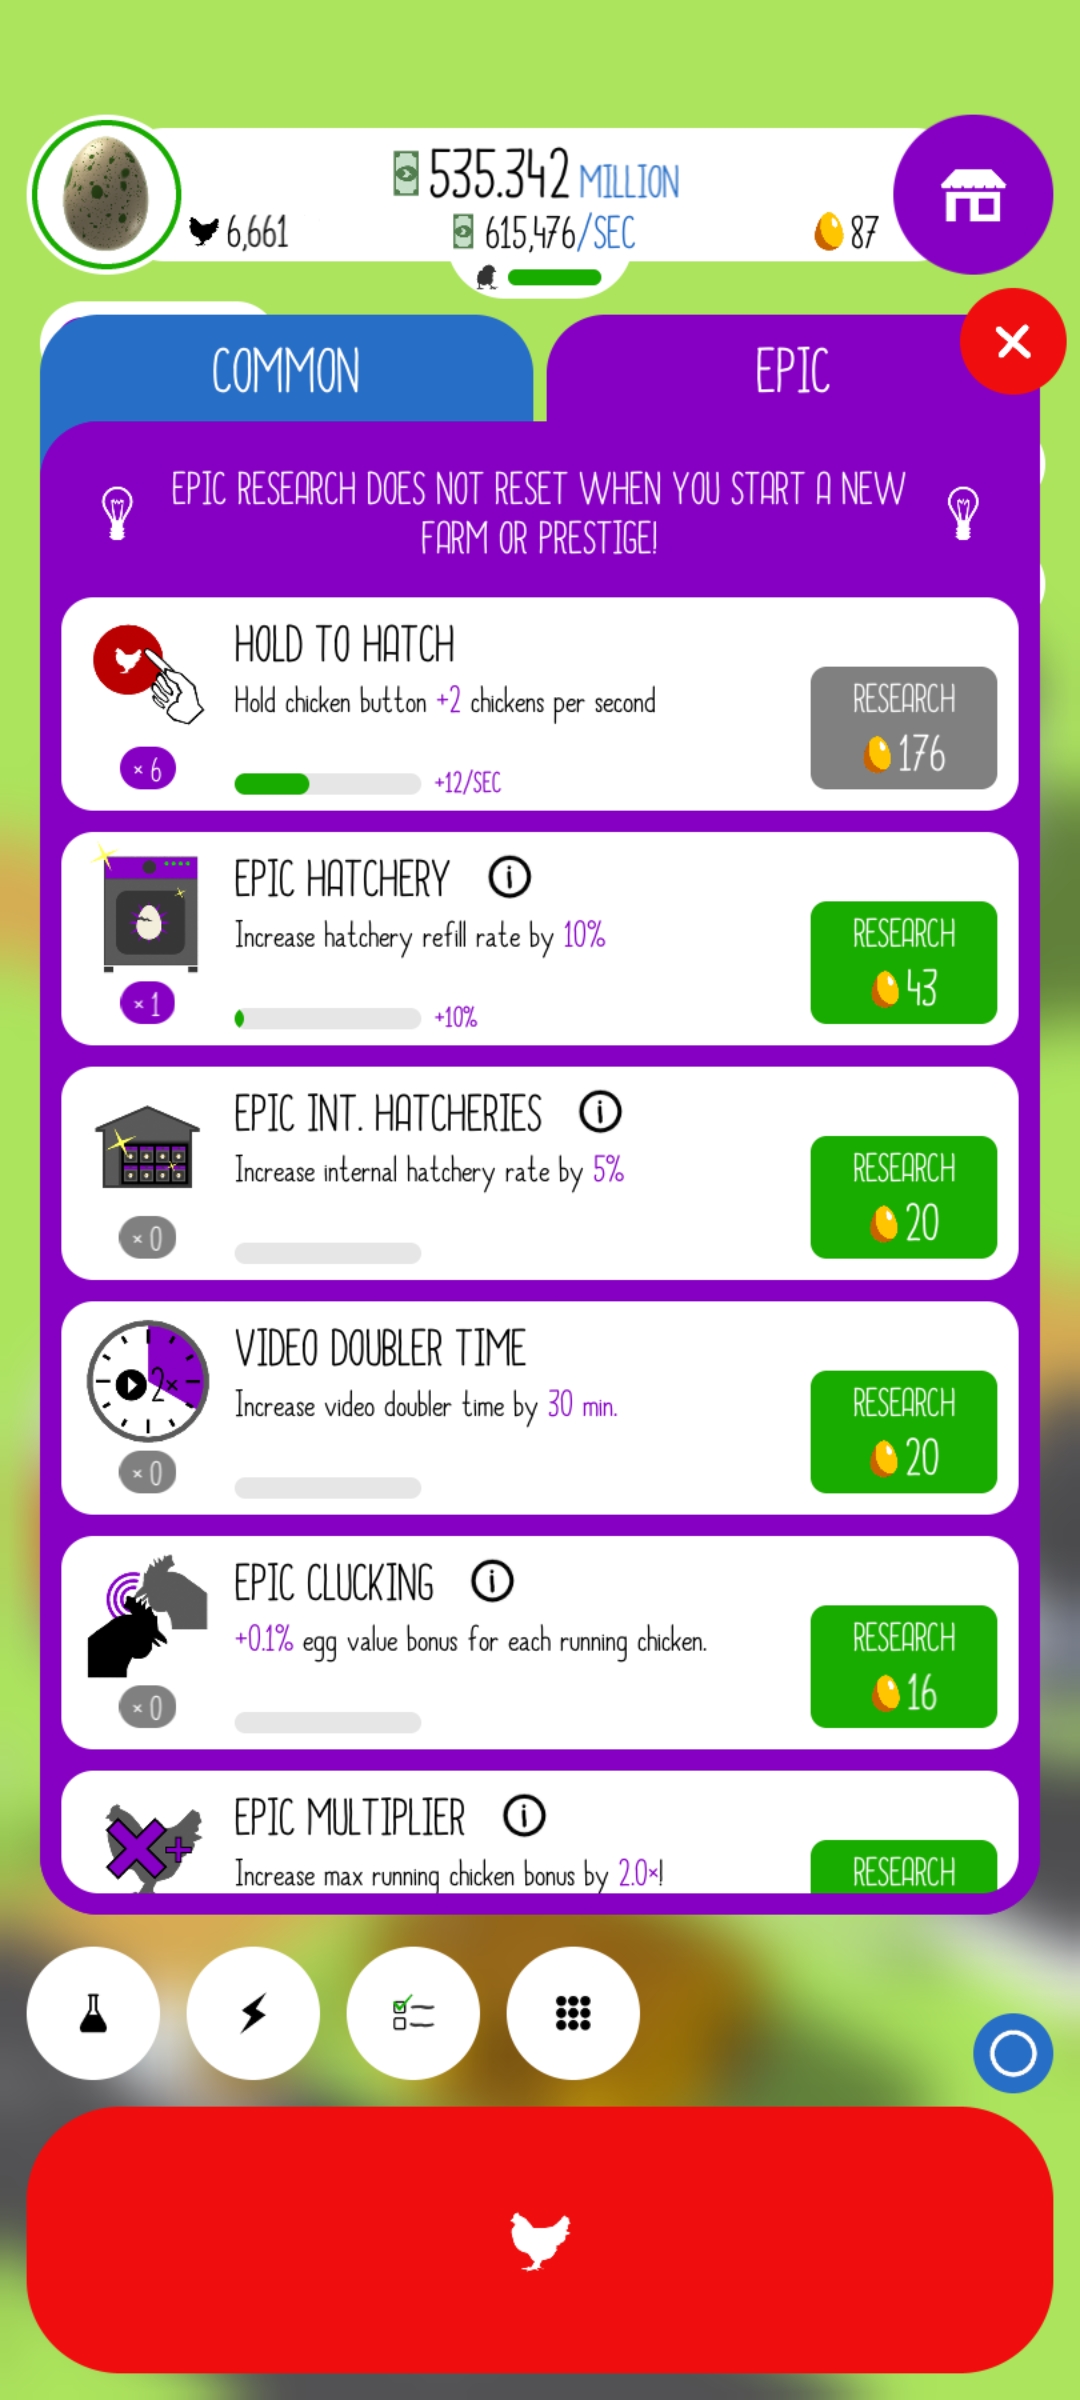 535.342 MILLION
6,661
615,476/SEC
87
COMMON
EPIC
EPIC RESEARCH DOES NOT RESET WHEN YOU START A NEW
FARM OR PRESTIGE!
HOLD TO HATCH
Hold chicken button +2 chickens per second
RESEARCH
176
× 6
+12/SEC
EPIC HATCHERY i
Increase hatchery refill rate by 10%
RESEARCH
43
× 1
+10%
EPIC INT. HATCHERIES i
Increase internal hatchery rate by 5%
RESEARCH
20
× 0
VIDEO DOUBLER TIME
2×
Increase video doubler time by 30 min.
RESEARCH
20
× 0
EPIC CLUCKING i
+0.1% egg value bonus for each running chicken.
RESEARCH
16
× 0
EPIC MULTIPLIER i
Increase max running chicken bonus by 2.0×!
RESEARCH